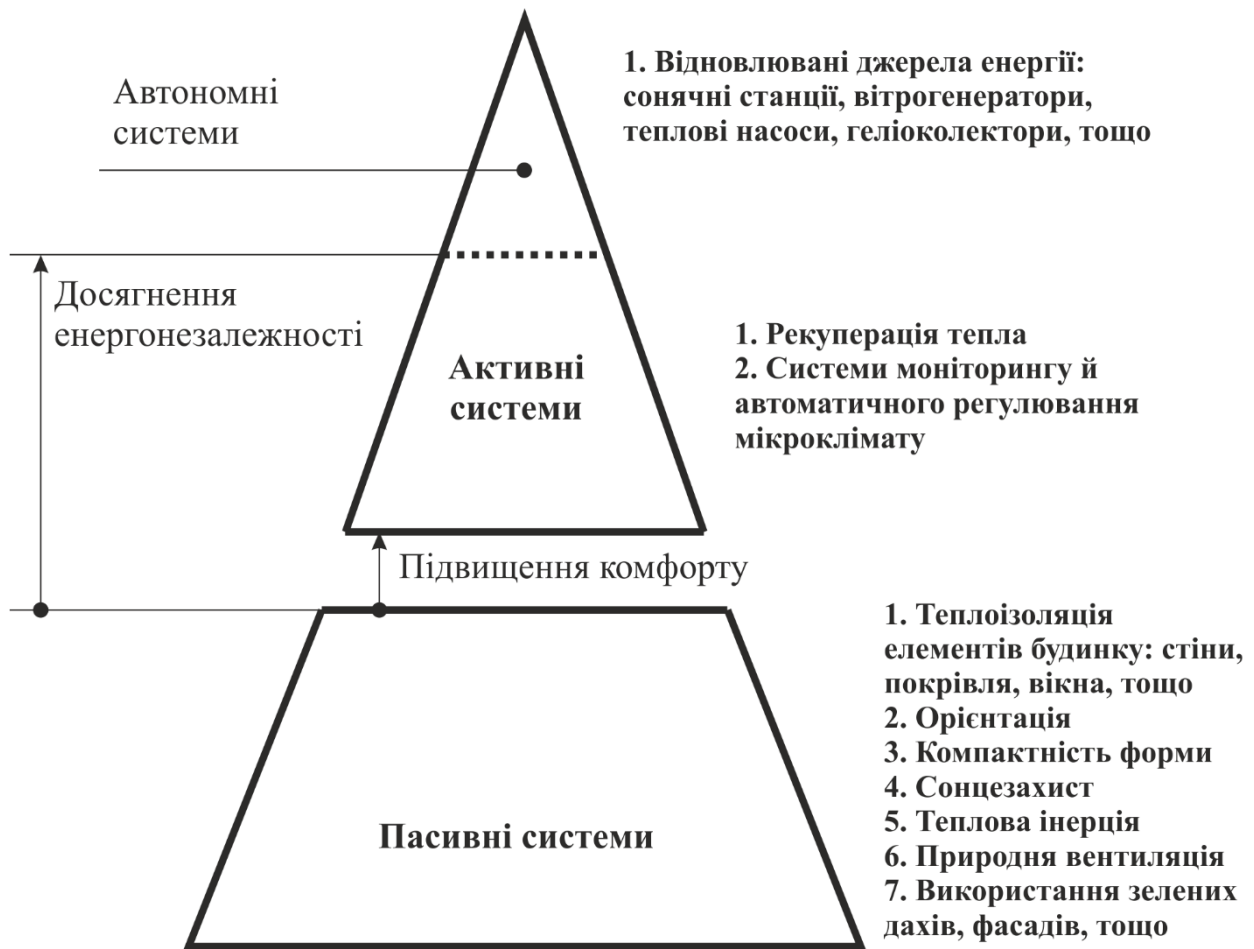 1. Відновлювані джерела енергії:
сонячні станції, вітрогенератори,
теплові насоси, геліоколектори, тощо
Автономні
системи
Досягнення
енергонезалежності
Активні
системи
1. Рекуперація тепла
2. Системи моніторингу й
автоматичного регулювання
мікроклімату
Підвищення комфорту
Пасивні системи
1. Теплоізоляція
елементів будинку: стіни,
покрівля, вікна, тощо
2. Орієнтація
3. Компактність форми
4. Сонцезахист
5. Теплова інерція
6. Природня вентиляція
7. Використання зелених
дахів, фасадів, тощо